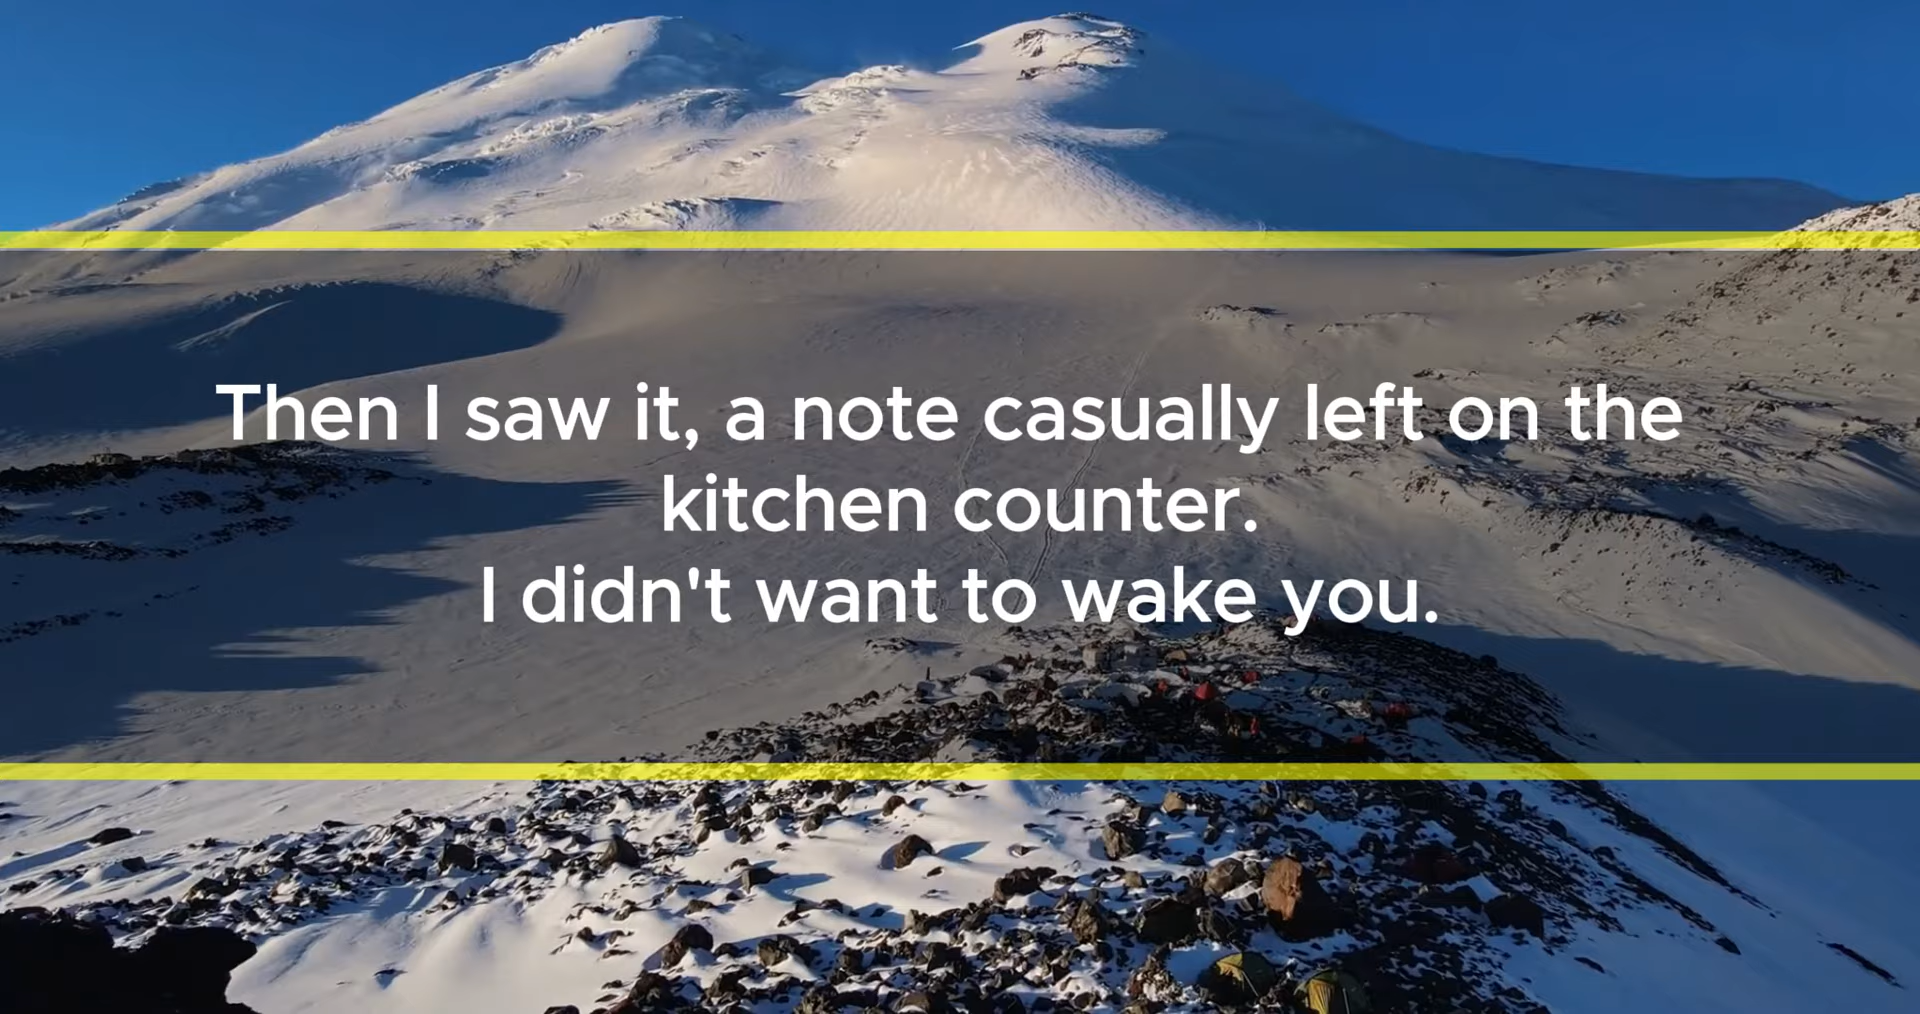 Then I saw it, a note casually left on the
kitchen counter.
I didn't want to wake you.